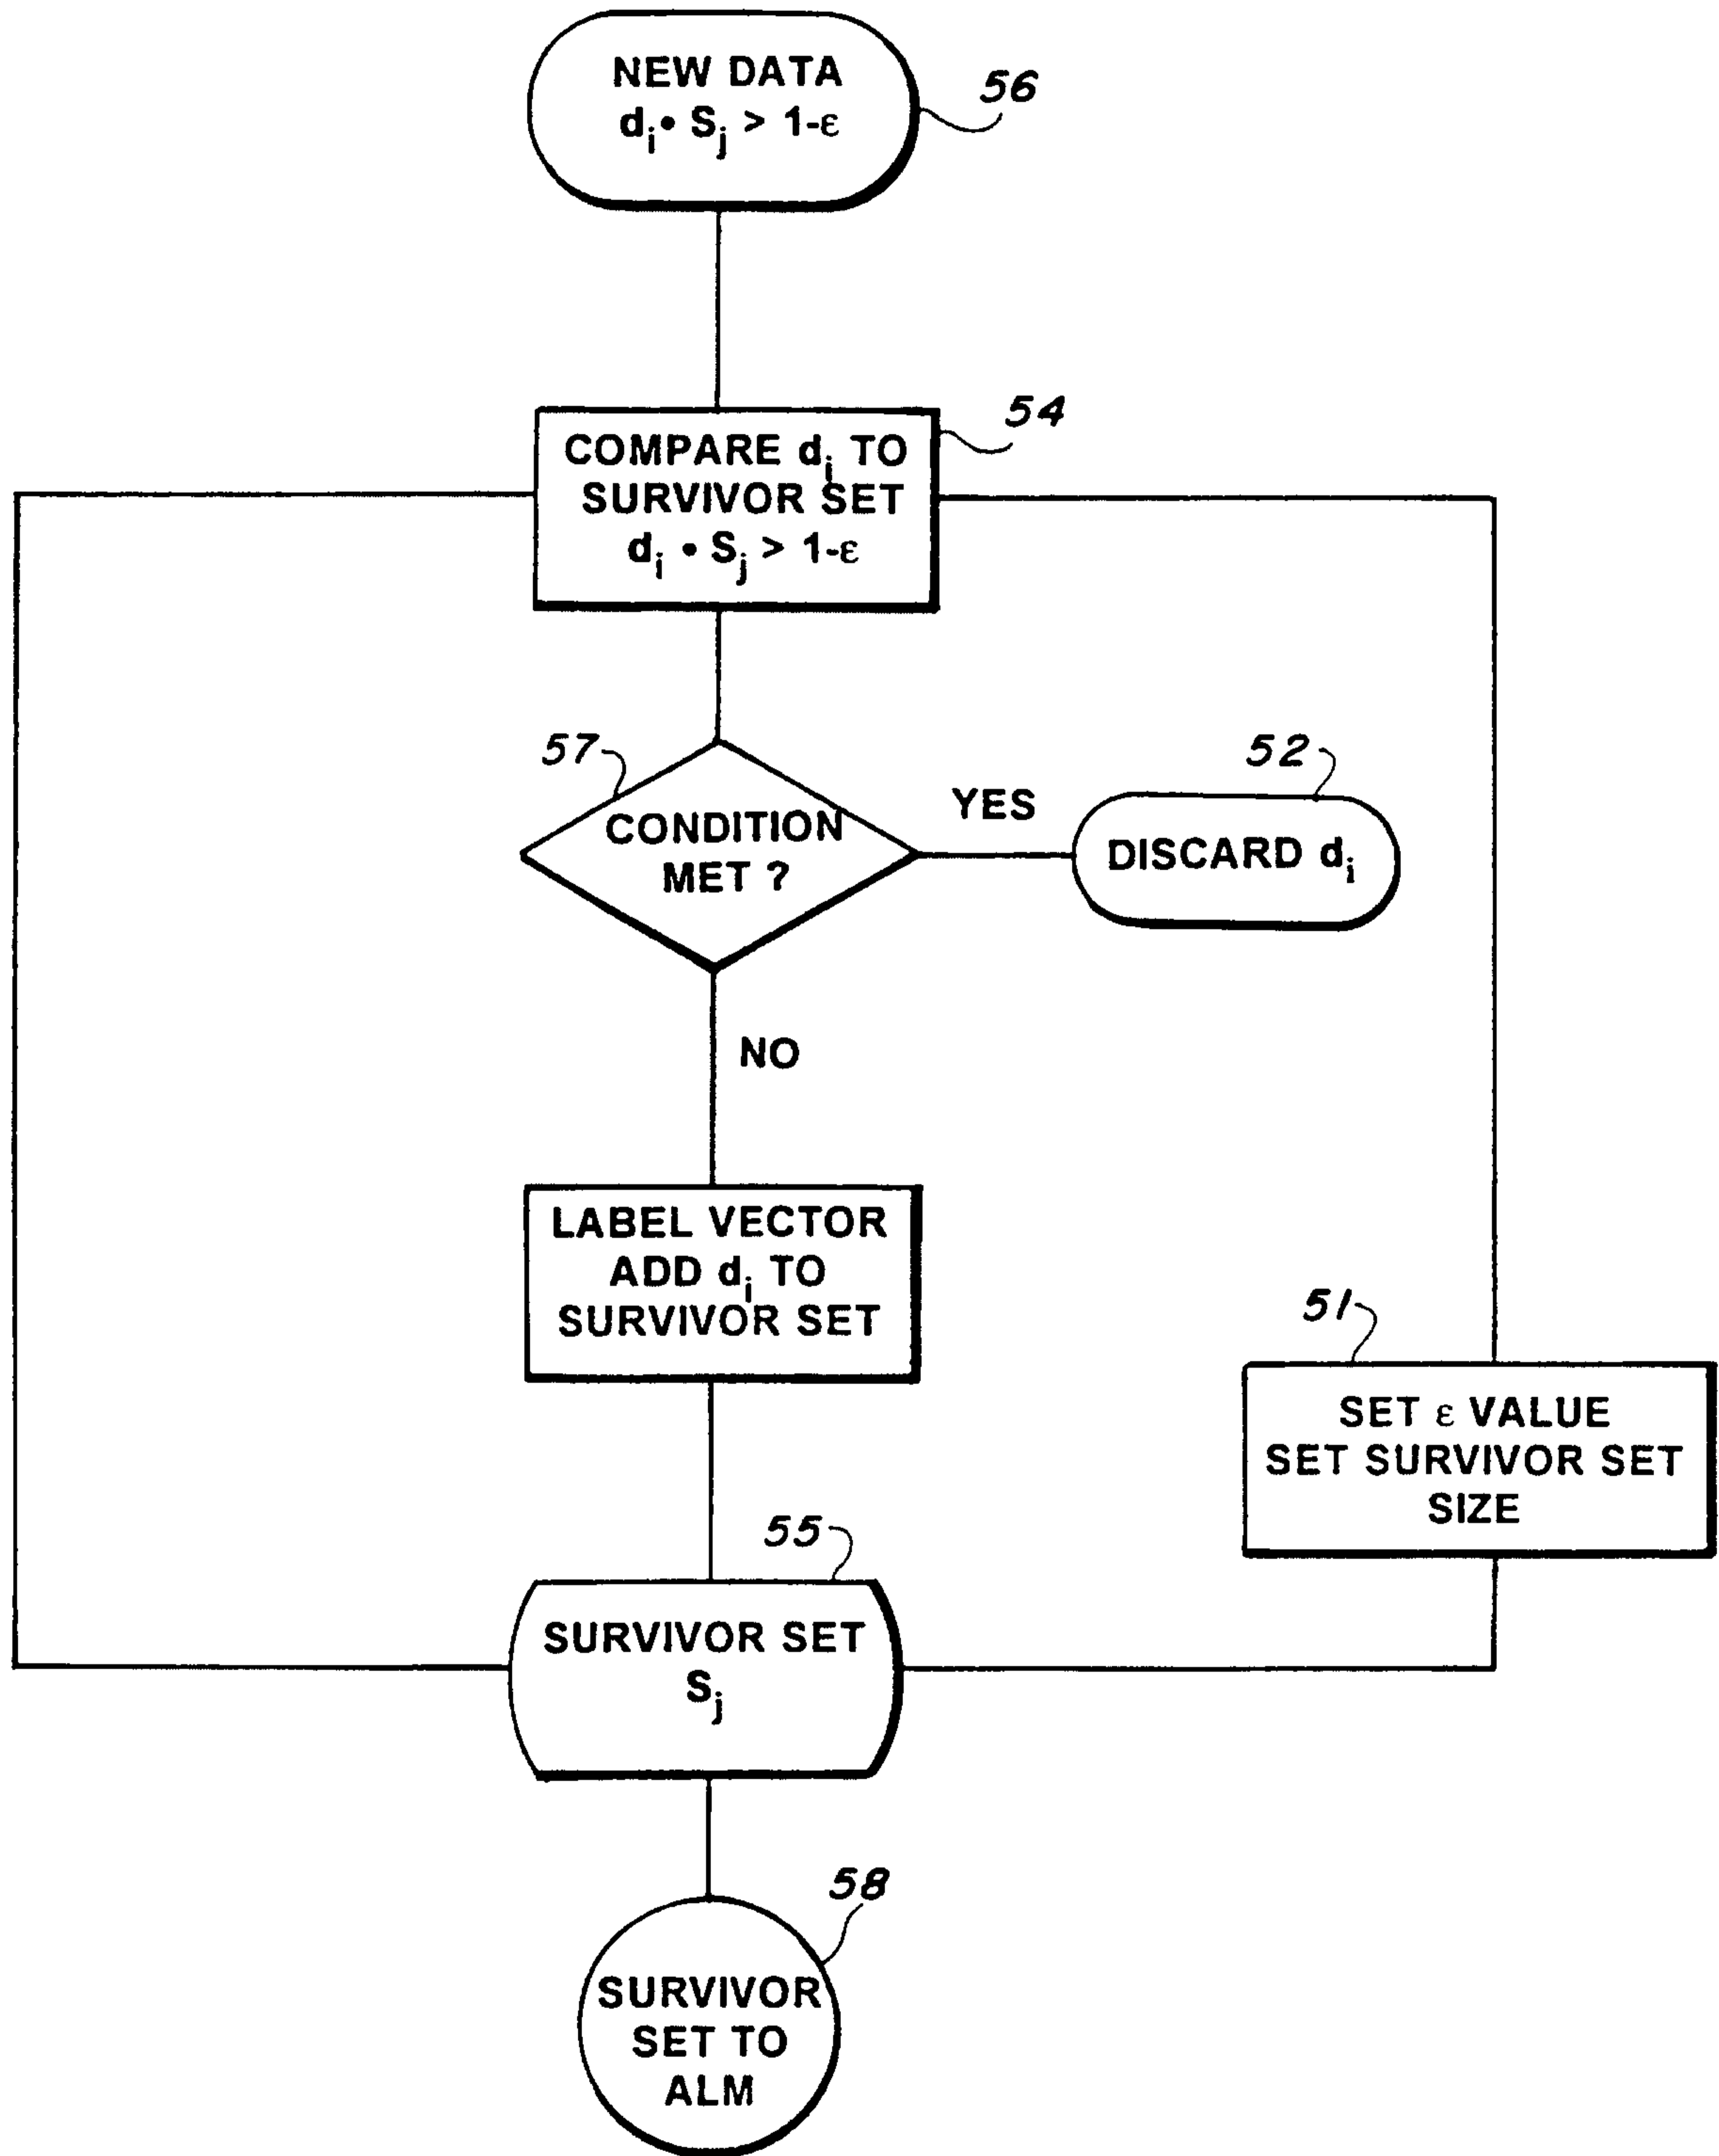 NEW DATA
dᵢ • Sⱼ > 1-ε
56
54
COMPARE dᵢ TO
SURVIVOR SET
dᵢ • Sⱼ > 1-ε
57
CONDITION
MET ?
YES
52
DISCARD dᵢ
NO
LABEL VECTOR
ADD dᵢ TO
SURVIVOR SET
51
SET ε VALUE
SET SURVIVOR SET
SIZE
55
SURVIVOR SET
Sⱼ
58
SURVIVOR
SET TO
ALM